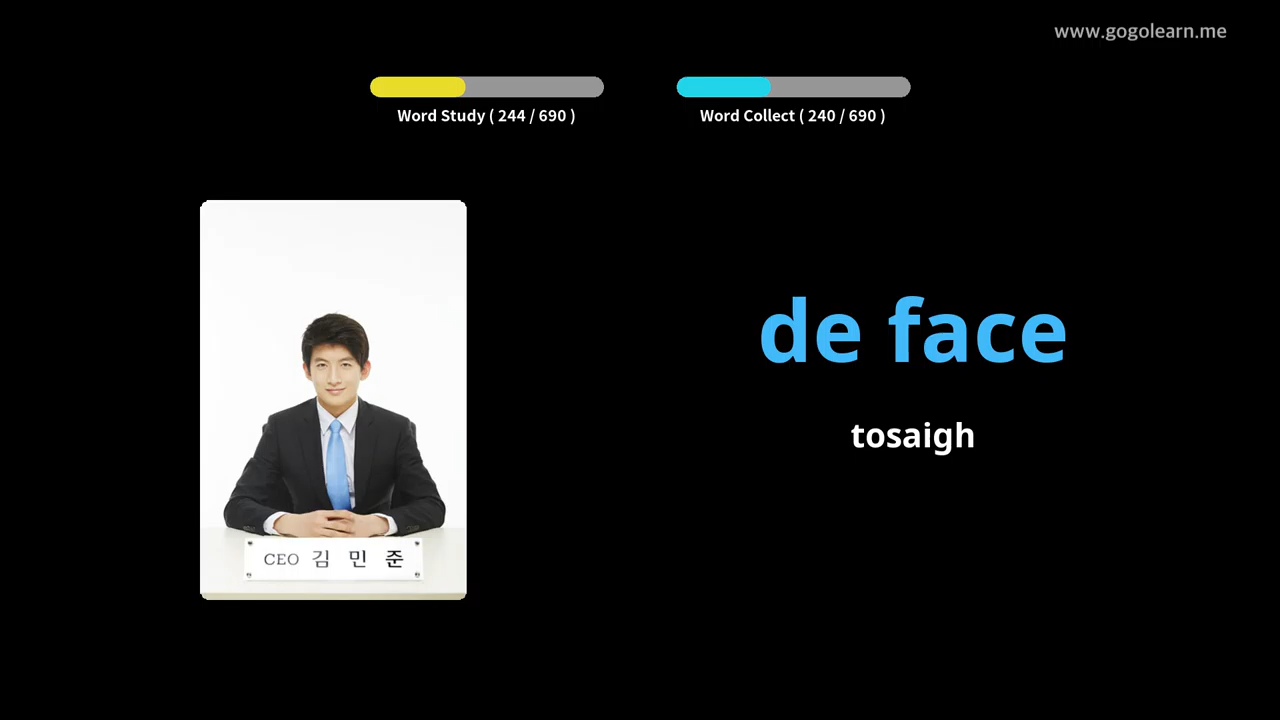 www.gogolearn.me
Word Study ( 244 / 690 )
Word Collect ( 240 / 690 )
de face
tosaigh
CEO 김 민 준